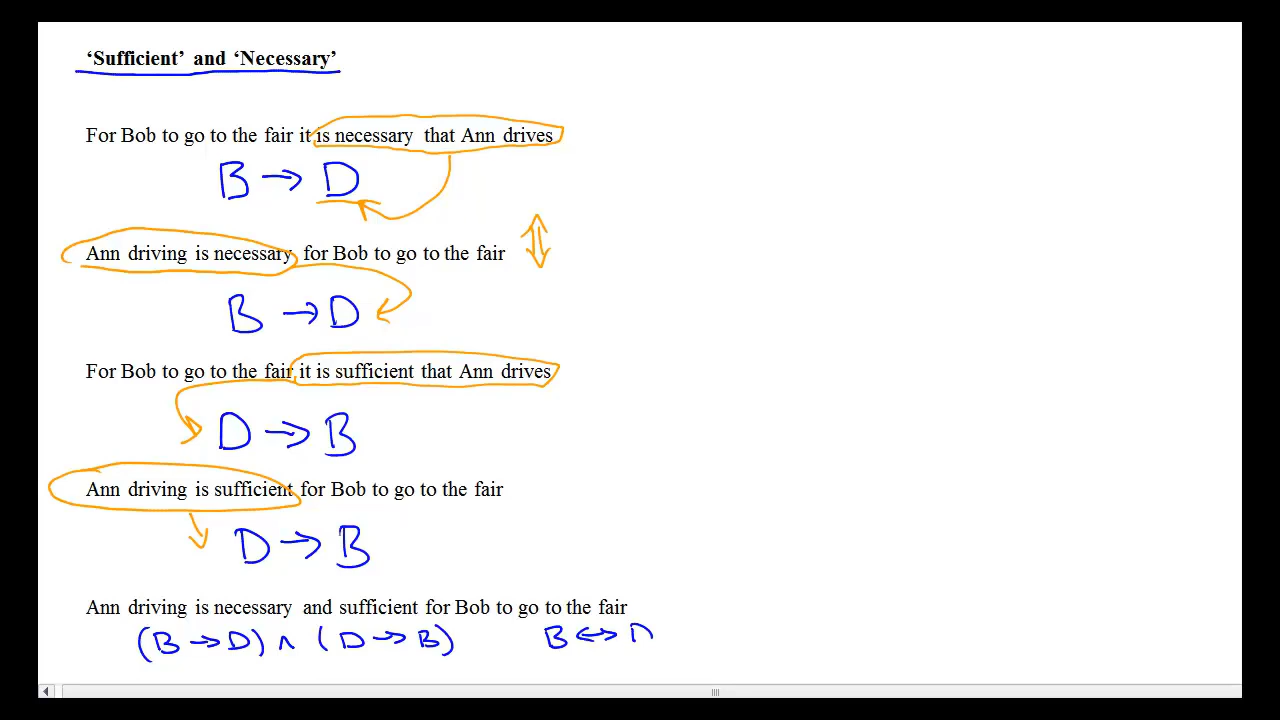 ‘Sufficient’ and ‘Necessary’
For Bob to go to the fair it is necessary that Ann drives
B → D
Ann driving is necessary for Bob to go to the fair
B → D
For Bob to go to the fair it is sufficient that Ann drives
D → B
Ann driving is sufficient for Bob to go to the fair
D → B
Ann driving is necessary and sufficient for Bob to go to the fair
(B → D) ∧ (D → B) B ↔ D